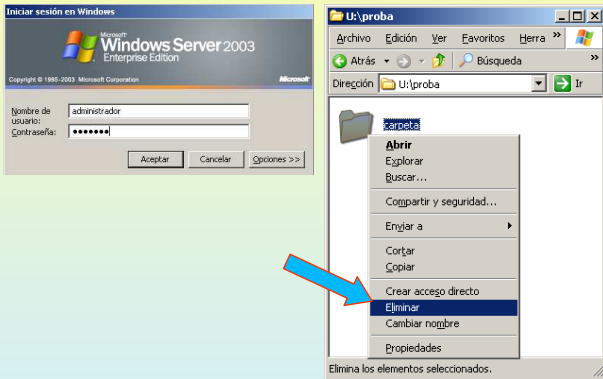 Iniciar sesión en Windows
Microsoft
Windows Server 2003
Enterprise Edition
Copyright © 1985-2003 Microsoft Corporation
Microsoft
Nombre de usuario:
administrador
Contraseña:
•••••••
Aceptar
Cancelar
Opciones >>
U:\proba
Archivo Edición Ver Favoritos Herra »
Atrás
Búsqueda
»
Dirección
U:\proba
Ir
carpeta
Abrir
Explorar
Buscar...
Compartir y seguridad...
Enviar a
Cortar
Copiar
Crear acceso directo
Eliminar
Cambiar nombre
Propiedades
Elimina los elementos seleccionados.